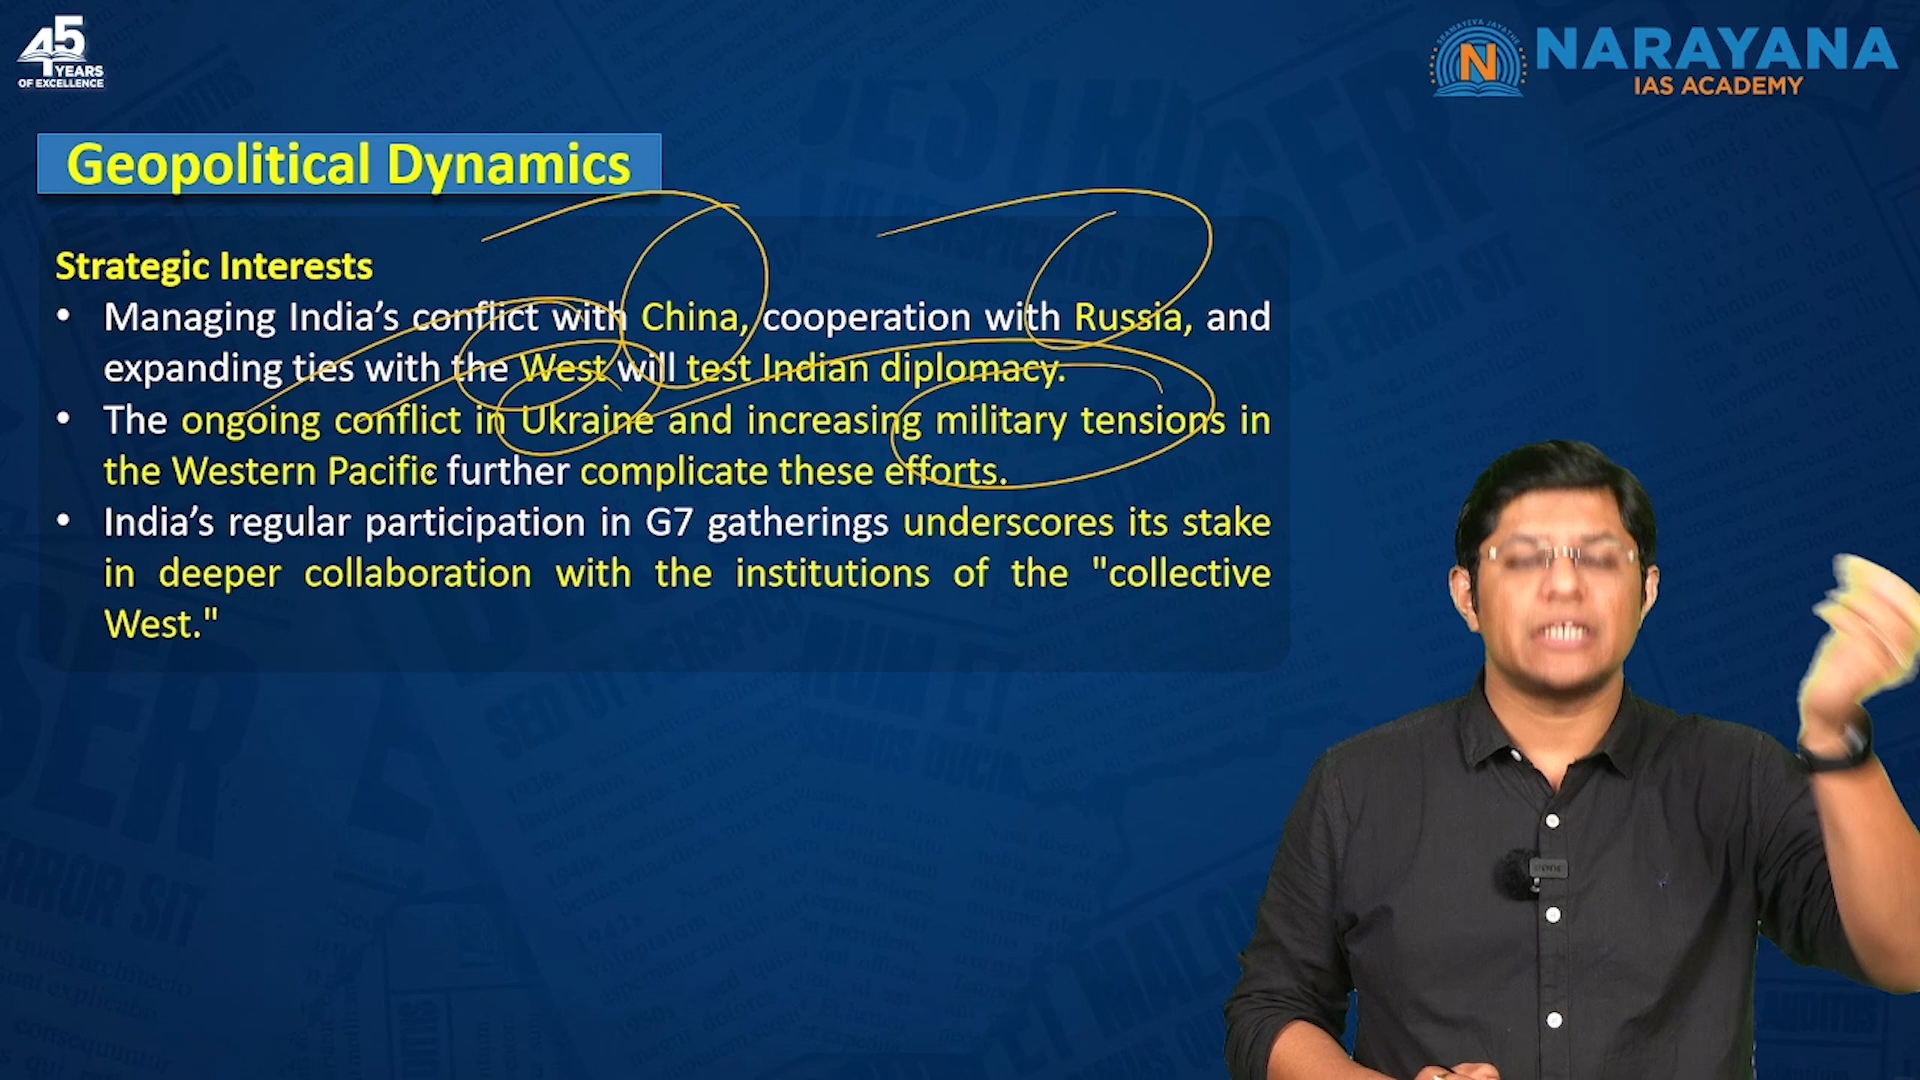 45
YEARS
OF EXCELLENCE
SRAMAYEVA JAYATHE
N
NARAYANA
IAS ACADEMY
Geopolitical Dynamics
Strategic Interests
• Managing India’s conflict with China, cooperation with Russia, and
expanding ties with the West will test Indian diplomacy.
• The ongoing conflict in Ukraine and increasing military tensions in
the Western Pacific further complicate these efforts.
• India’s regular participation in G7 gatherings underscores its stake
in deeper collaboration with the institutions of the "collective
West."